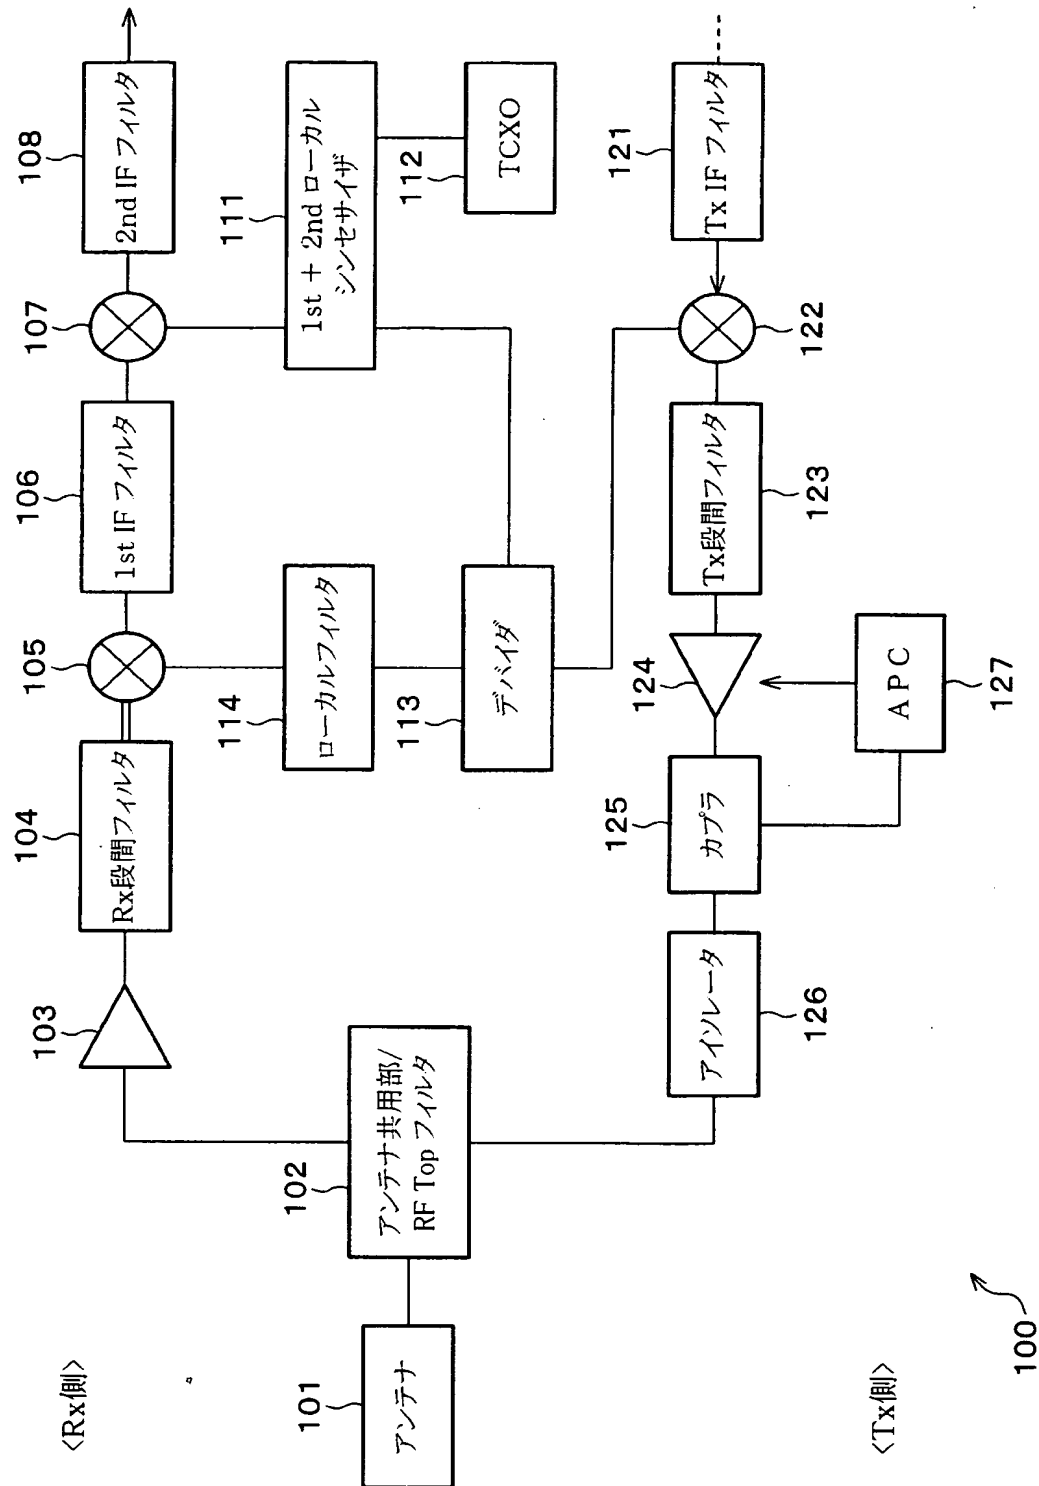 <Rx側>
101
アンテナ
102
アンテナ共用部/
RF Top フィルタ
103
104
Rx段間フィルタ
105
106
1st IF フィルタ
107
108
2nd IF フィルタ
111
1st + 2nd ローカル
シンセサイザ
112
TCXO
113
デバイダ
114
ローカルフィルタ
<Tx側>
121
Tx IF フィルタ
122
123
Tx段間フィルタ
124
125
カプラ
126
アイソレータ
127
APC
100